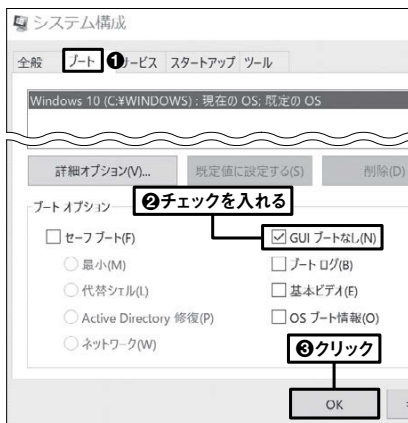 システム構成
全般 ブート ❶ サービス スタートアップ ツール
Windows 10 (C:¥WINDOWS) : 現在の OS; 既定の OS
詳細オプション(V)... 既定値に設定する(S) 削除(D)
ブート オプション ❷チェックを入れる
セーフ ブート(F) GUI ブートなし(N)
最小(M) ブート ログ(B)
代替シェル(L) 基本ビデオ(E)
Active Directory 修復(P) OS ブート情報(O)
ネットワーク(W) ❸クリック
OK